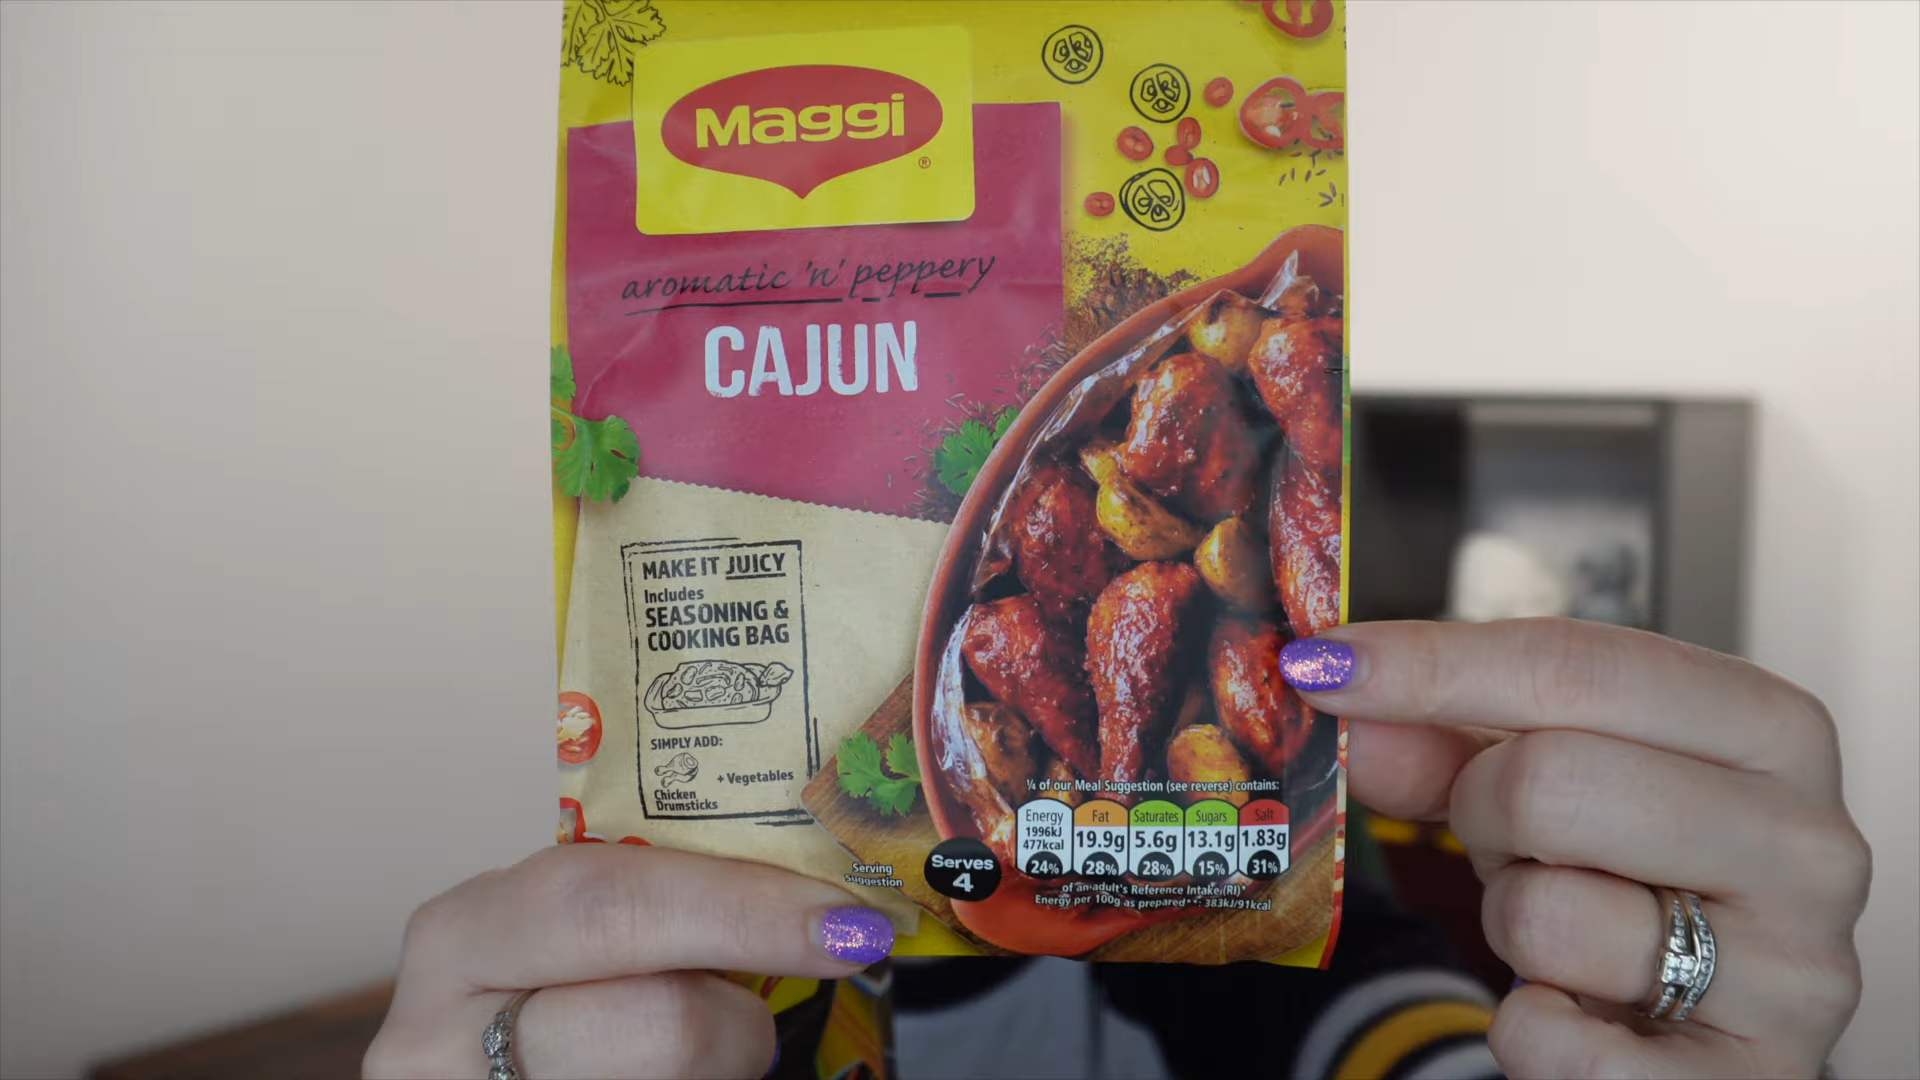 Maggi
®
aromatic 'n' peppery
CAJUN
MAKE IT JUICY
Includes
SEASONING &
COOKING BAG
SIMPLY ADD:
+ Vegetables
Chicken
Drumsticks
Serving
Suggestion
Serves
4
¼ of our Meal Suggestion (see reverse) contains:
Energy Fat Saturates Sugars Salt
1996kJ
477kcal 19.9g 5.6g 13.1g 1.83g
24% 28% 28% 15% 31%
of an adult's Reference Intake (RI)*
Energy per 100g as prepared**: 383kJ/91kcal